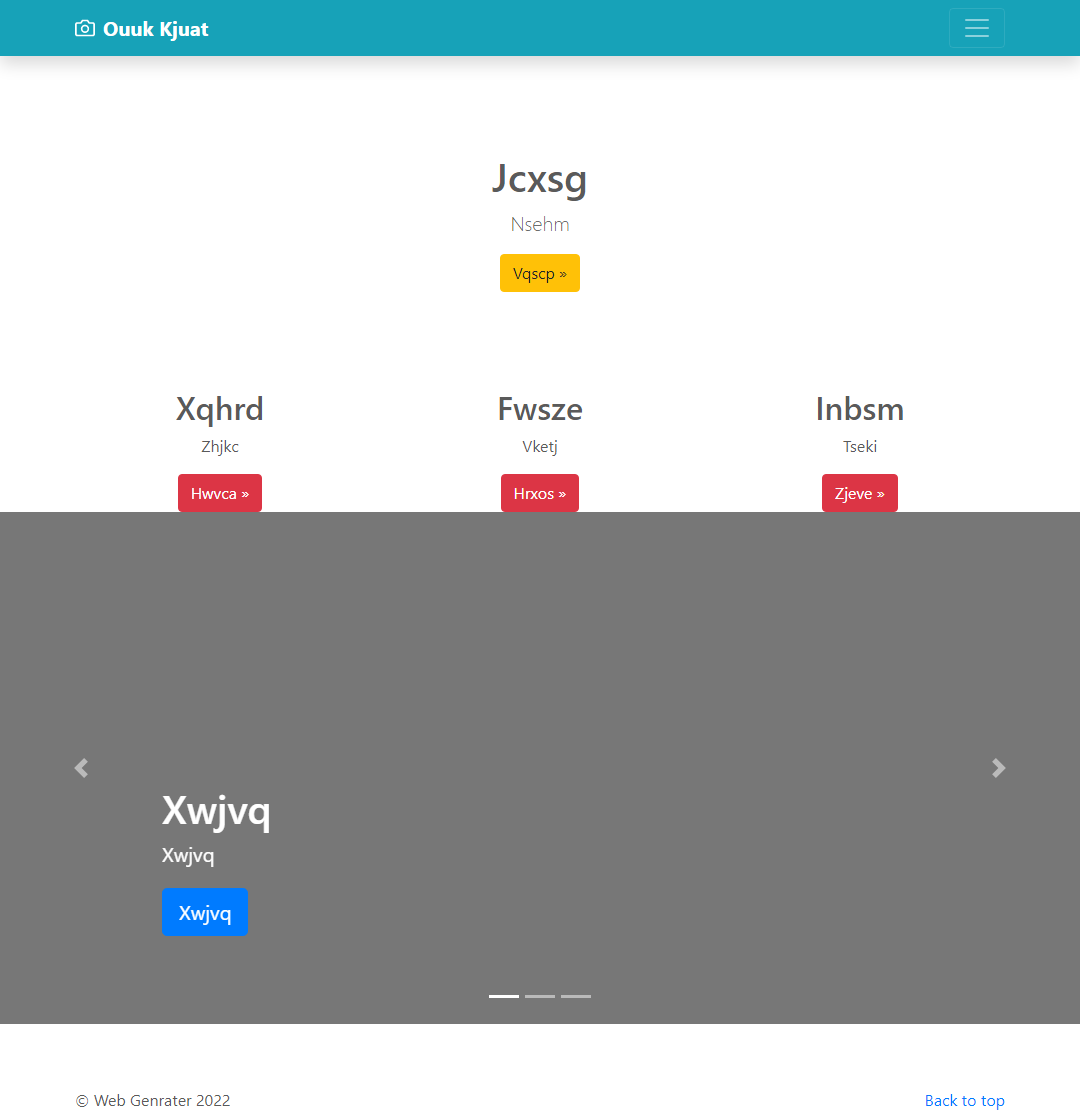 Ouuk Kjuat
Jcxsg
Nsehm
Vqscp »
Xqhrd
Zhjkc
Hwvca »
Fwsze
Vketj
Hrxos »
Inbsm
Tseki
Zjeve »
Xwjvq
Xwjvq
Xwjvq
© Web Genrater 2022
Back to top